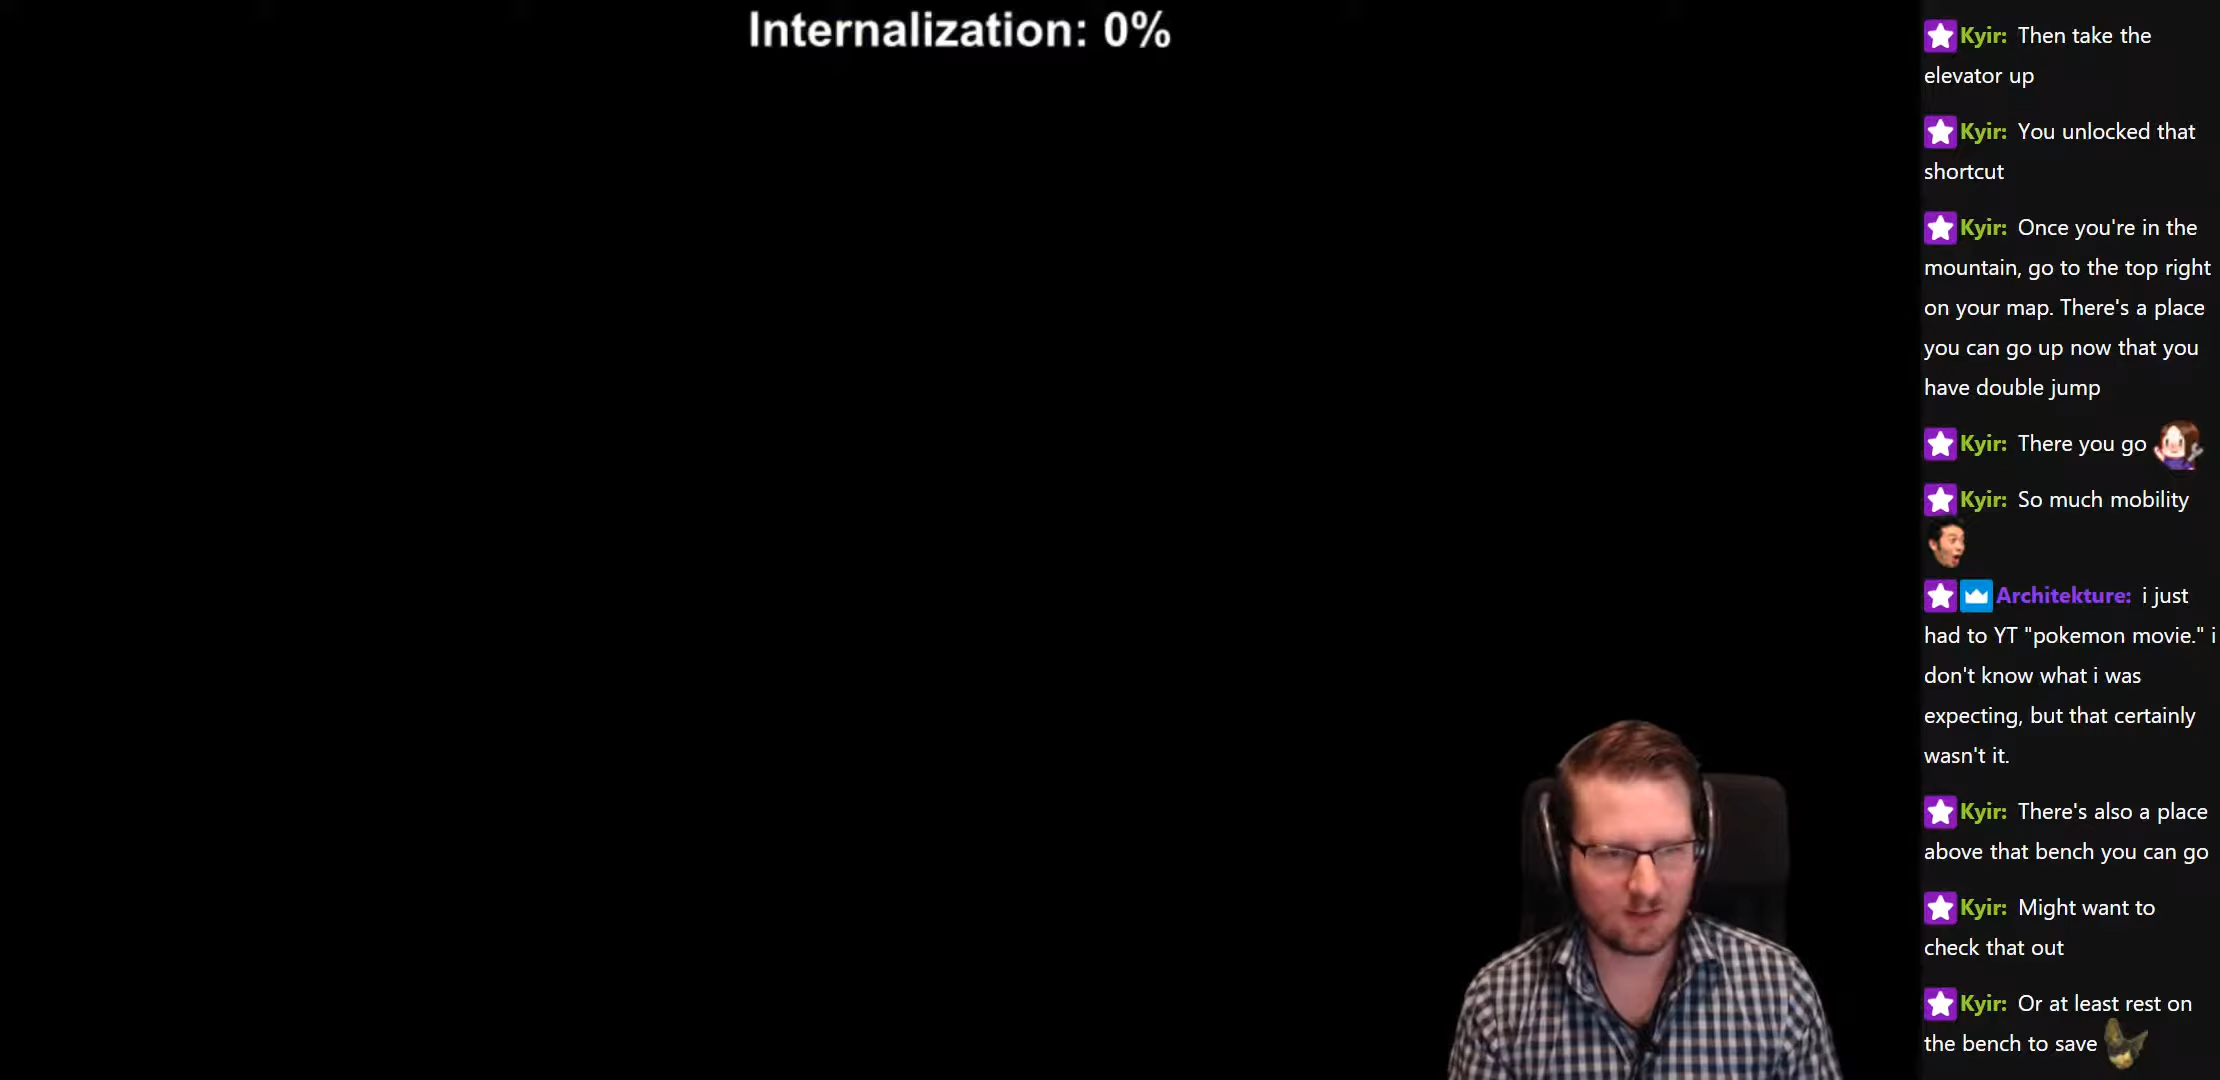 Internalization: 0%
Kyir: Then take the
elevator up
Kyir: You unlocked that
shortcut
Kyir: Once you're in the
mountain, go to the top right
on your map. There's a place
you can go up now that you
have double jump
Kyir: There you go
Kyir: So much mobility
Architekture: i just
had to YT "pokemon movie." i
don't know what i was
expecting, but that certainly
wasn't it.
Kyir: There's also a place
above that bench you can go
Kyir: Might want to
check that out
Kyir: Or at least rest on
the bench to save